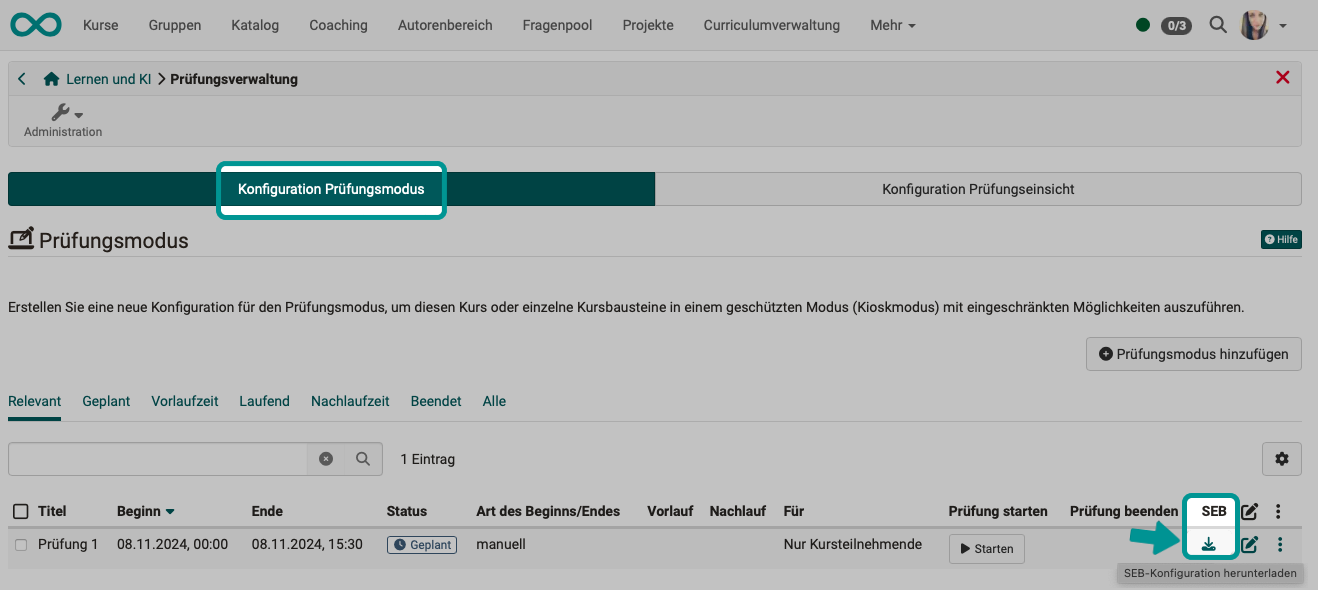 Kurse Gruppen Katalog Coaching Autorenbereich Fragenpool Projekte Curriculumverwaltung Mehr 0/3
Lernen und KI Prüfungsverwaltung
Administration
Konfiguration Prüfungsmodus Konfiguration Prüfungseinsicht
Prüfungsmodus Hilfe
Erstellen Sie eine neue Konfiguration für den Prüfungsmodus, um diesen Kurs oder einzelne Kursbausteine in einem geschützten Modus (Kioskmodus) mit eingeschränkten Möglichkeiten auszuführen.
Prüfungsmodus hinzufügen
Relevant Geplant Vorlaufzeit Laufend Nachlaufzeit Beendet Alle
1 Eintrag
Titel Beginn Ende Status Art des Beginns/Endes Vorlauf Nachlauf Für Prüfung starten Prüfung beenden SEB
Prüfung 1 08.11.2024, 00:00 08.11.2024, 15:30 Geplant manuell Nur Kursteilnehmende Starten
SEB-Konfiguration herunterladen